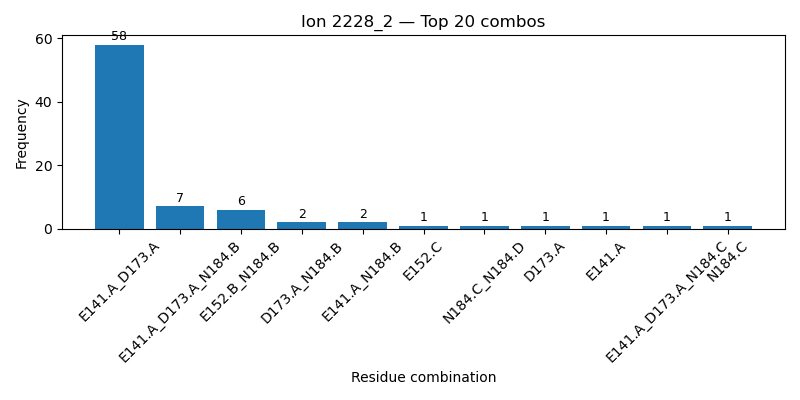 Ion 2228_2 — Top 20 combos
Frequency
60
40
20
0
58
7
6
2
2
1
1
1
1
1
1
E141.A_D173.A
E141.A_D173.A_N184.B
E152.B_N184.B
D173.A_N184.B
E141.A_N184.B
E152.C
N184.C_N184.D
D173.A
E141.A
E141.A_D173.A_N184.C
N184.C
Residue combination